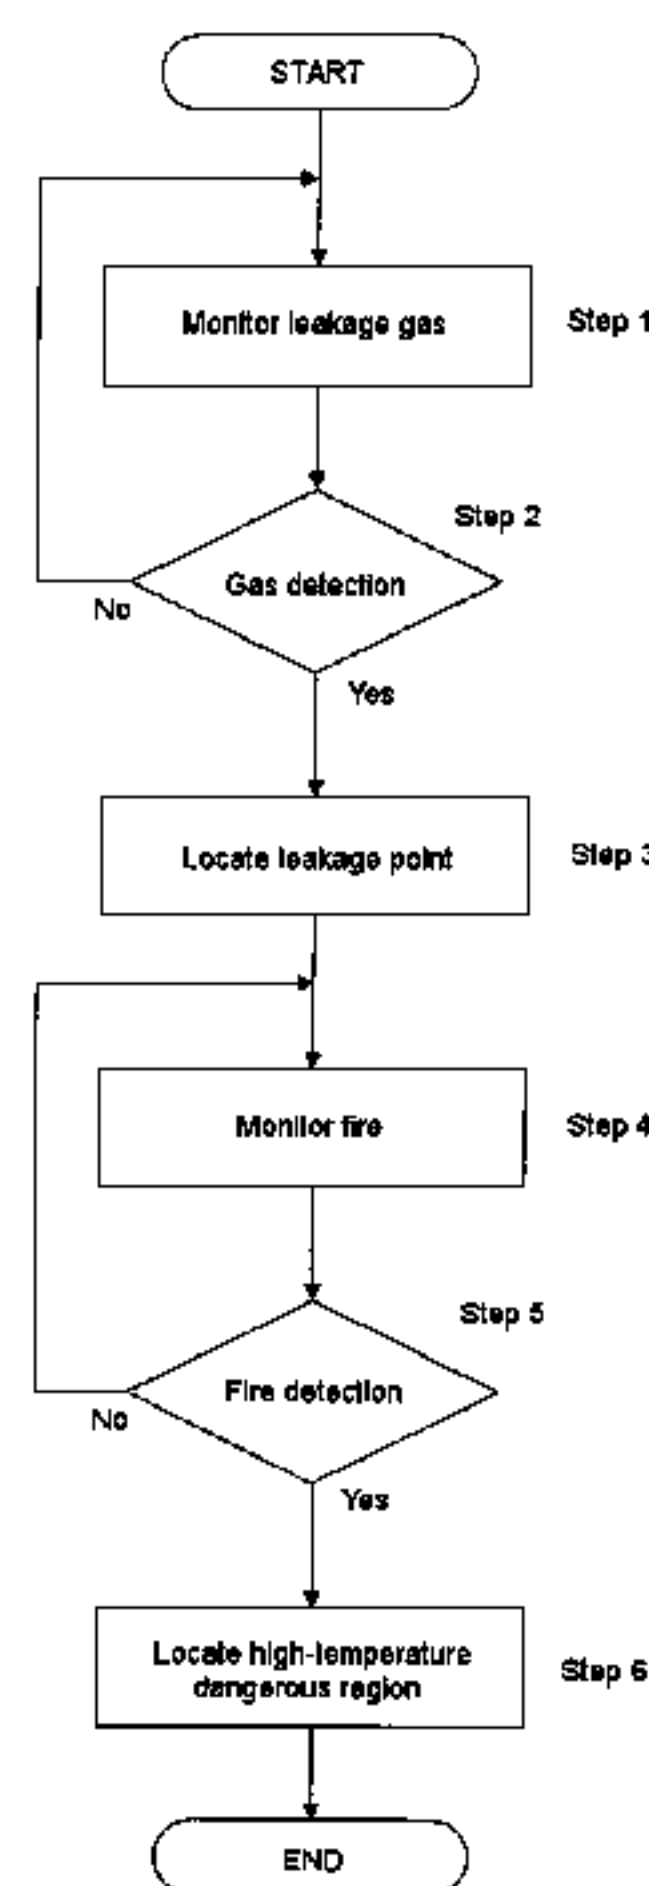 START
Monitor leakage gas
Step 1
Step 2
Gas detection
No
Yes
Locate leakage point
Step 3
Monitor fire
Step 4
Step 5
Fire detection
No
Yes
Locate high-temperature
dangerous region
Step 6
END